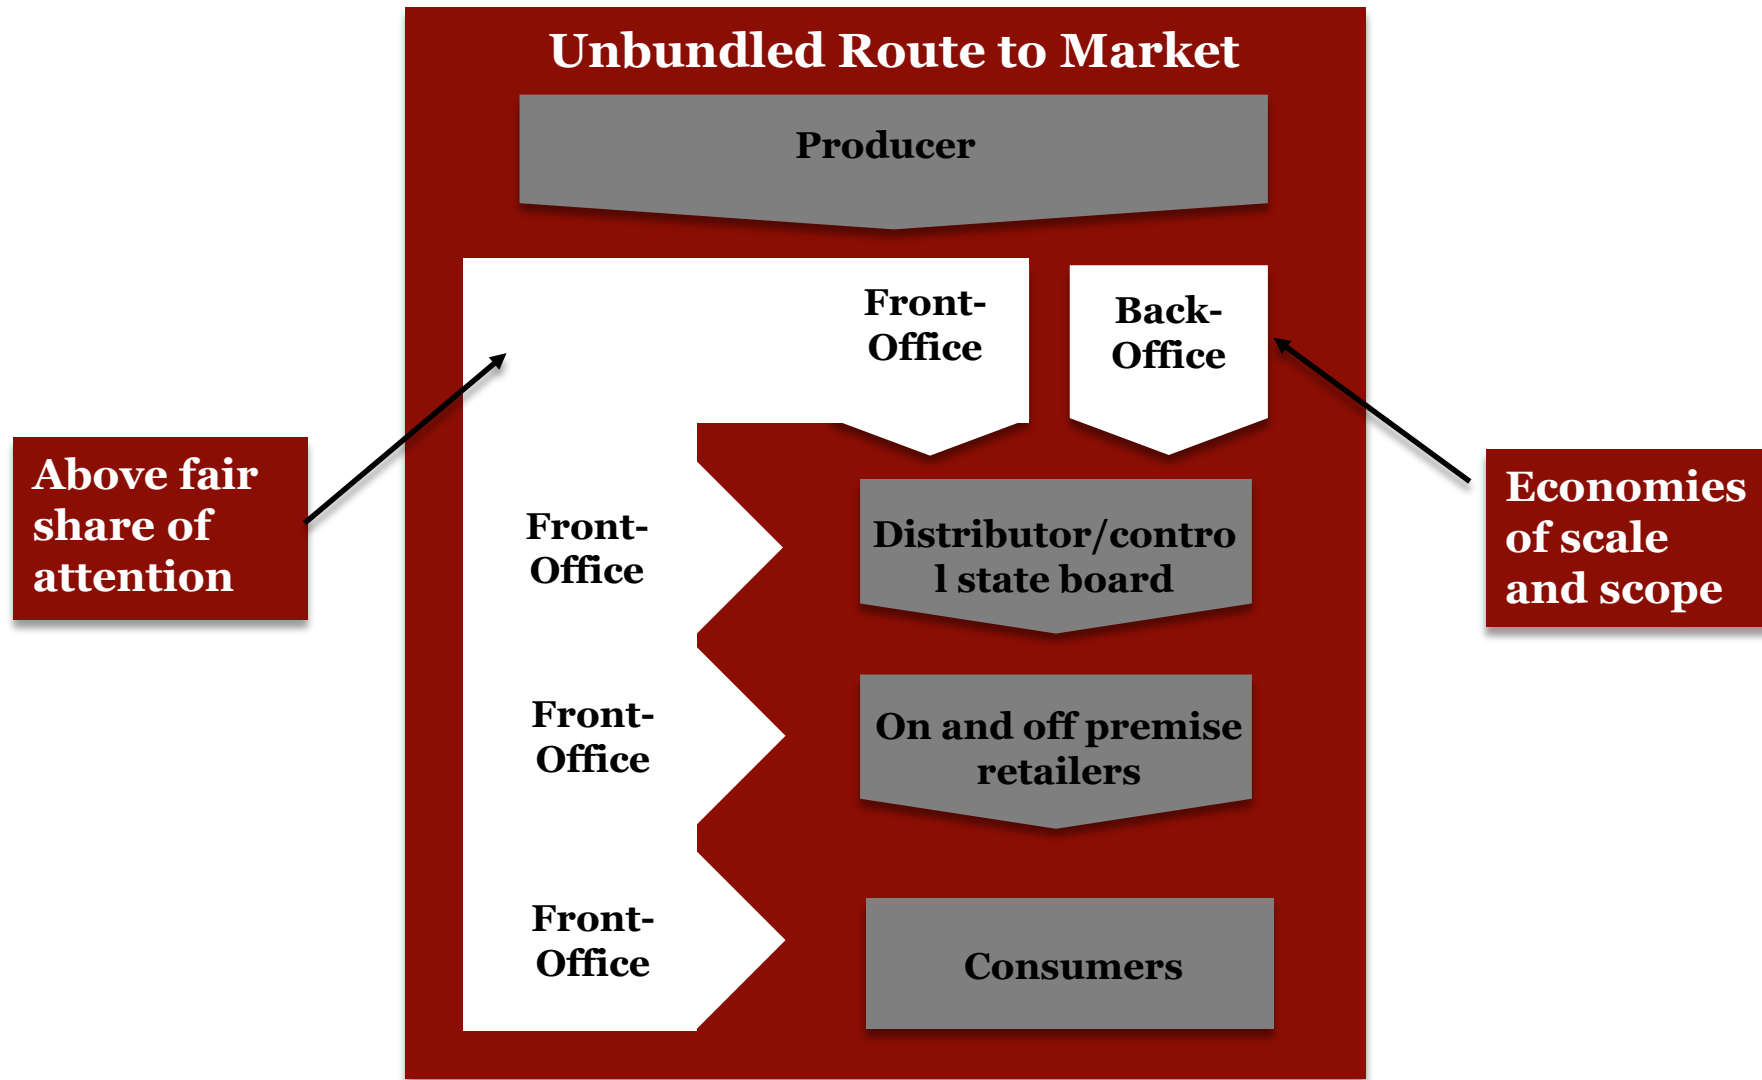 Unbundled Route to Market
Producer
Front-
Office
Back-
Office
Above fair
share of
attention
Economies
of scale
and scope
Front-
Office
Distributor/contro
l state board
Front-
Office
On and off premise
retailers
Front-
Office
Consumers